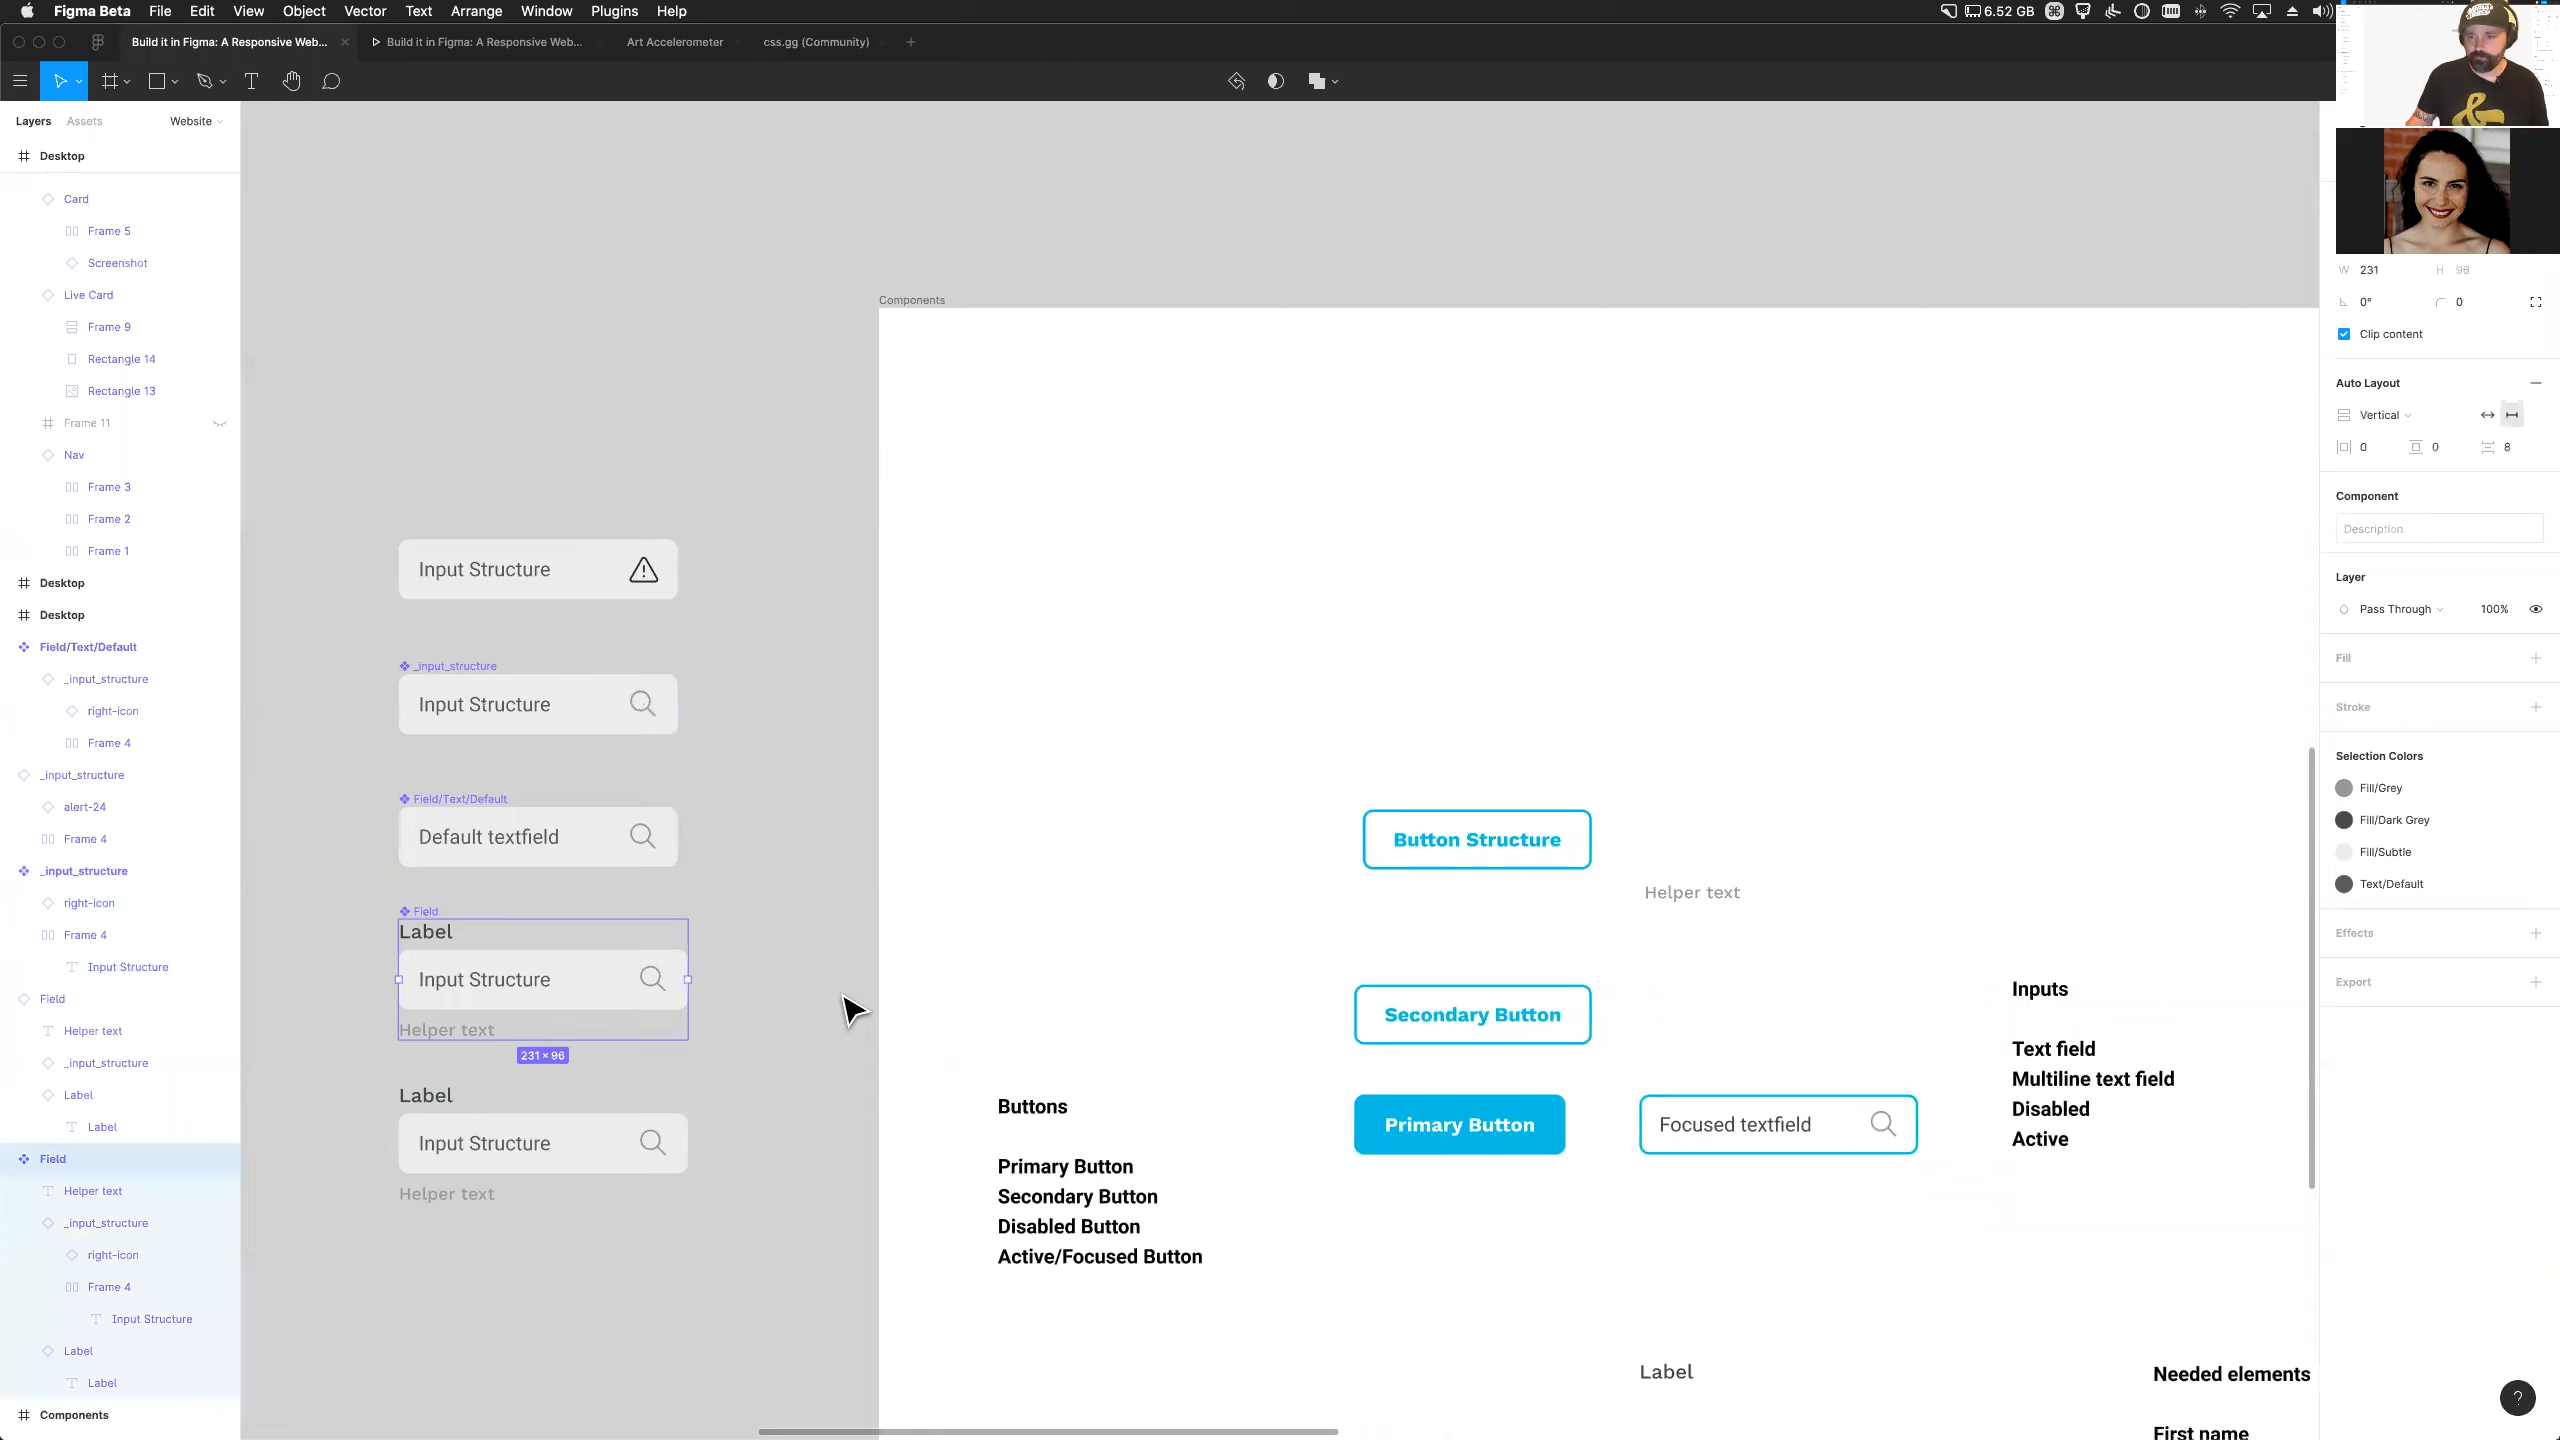 Figma Beta File Edit View Object Vector Text Arrange Window Plugins Help
6.52 GB
Build it in Figma: A Responsive Web...
Build it in Figma: A Responsive Web...
Art Accelerometer
css.gg (Community)
Layers
Assets
Website
Desktop
Card
Frame 5
Screenshot
Live Card
Frame 9
Rectangle 14
Rectangle 13
Frame 11
Nav
Frame 3
Frame 2
Frame 1
Desktop
Desktop
Field/Text/Default
_input_structure
right-icon
Frame 4
_input_structure
alert-24
Frame 4
_input_structure
right-icon
Frame 4
Input Structure
Field
Helper text
_input_structure
Label
Label
Field
Helper text
_input_structure
right-icon
Frame 4
Input Structure
Label
Label
Components
Input Structure
_input_structure
Input Structure
Field/Text/Default
Default textfield
Field
Label
Input Structure
Helper text
231 × 96
Label
Input Structure
Helper text
Components
Button Structure
Helper text
Secondary Button
Primary Button
Focused textfield
Buttons
Primary Button
Secondary Button
Disabled Button
Active/Focused Button
Inputs
Text field
Multiline text field
Disabled
Active
Label
Needed elements
First name
W 231 H 96
0° 0
Clip content
Auto Layout
Vertical
0 0 8
Component
Description
Layer
Pass Through 100%
Fill
Stroke
Selection Colors
Fill/Grey
Fill/Dark Grey
Fill/Subtle
Text/Default
Effects
Export
?